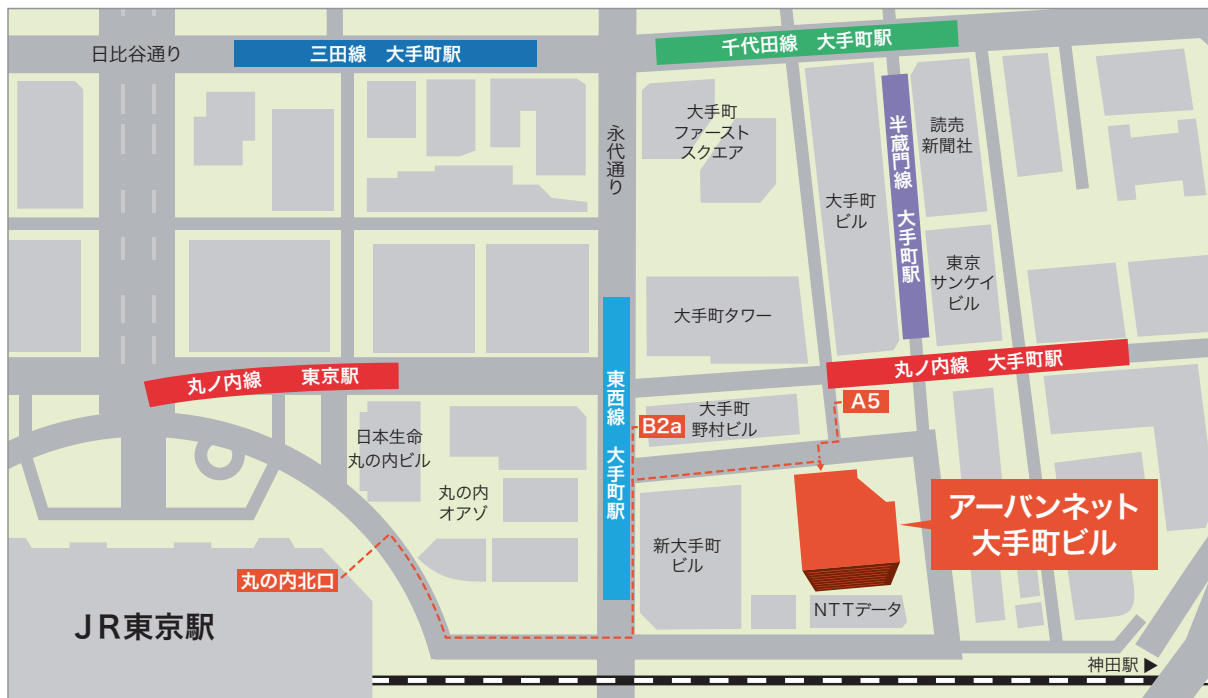 日比谷通り
三田線 大手町駅
千代田線 大手町駅
大手町
ファースト
スクエア
永代通り
半蔵門線 大手町駅
読売
新聞社
大手町
ビル
東京
サンケイ
ビル
大手町タワー
丸ノ内線 東京駅
東西線 大手町駅
丸ノ内線 大手町駅
A5
B2a
大手町
野村ビル
日本生命
丸の内ビル
丸の内
オアゾ
アーバンネット
大手町ビル
新大手町
ビル
丸の内北口
NTTデータ
JR東京駅
神田駅 ▶